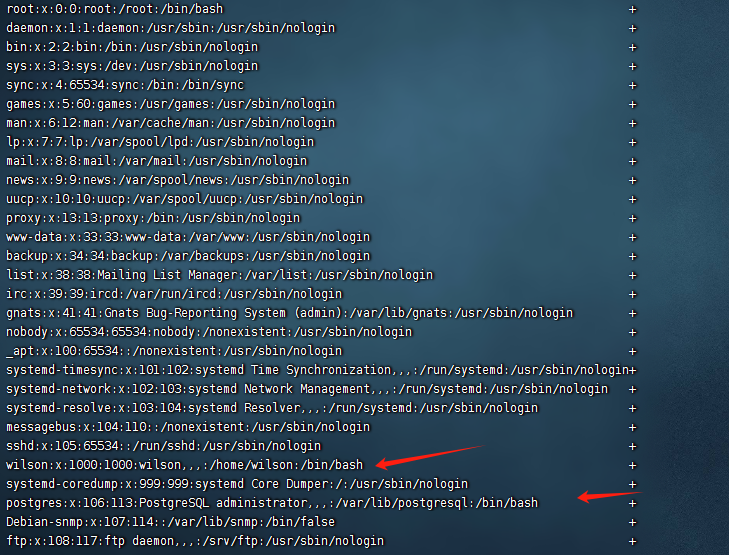 root:x:0:0:root:/root:/bin/bash +
daemon:x:1:1:daemon:/usr/sbin:/usr/sbin/nologin +
bin:x:2:2:bin:/bin:/usr/sbin/nologin +
sys:x:3:3:sys:/dev:/usr/sbin/nologin +
sync:x:4:65534:sync:/bin:/bin/sync +
games:x:5:60:games:/usr/games:/usr/sbin/nologin +
man:x:6:12:man:/var/cache/man:/usr/sbin/nologin +
lp:x:7:7:lp:/var/spool/lpd:/usr/sbin/nologin +
mail:x:8:8:mail:/var/mail:/usr/sbin/nologin +
news:x:9:9:news:/var/spool/news:/usr/sbin/nologin +
uucp:x:10:10:uucp:/var/spool/uucp:/usr/sbin/nologin +
proxy:x:13:13:proxy:/bin:/usr/sbin/nologin +
www-data:x:33:33:www-data:/var/www:/usr/sbin/nologin +
backup:x:34:34:backup:/var/backups:/usr/sbin/nologin +
list:x:38:38:Mailing List Manager:/var/list:/usr/sbin/nologin +
irc:x:39:39:ircd:/var/run/ircd:/usr/sbin/nologin +
gnats:x:41:41:Gnats Bug-Reporting System (admin):/var/lib/gnats:/usr/sbin/nologin +
nobody:x:65534:65534:nobody:/nonexistent:/usr/sbin/nologin +
_apt:x:100:65534::/nonexistent:/usr/sbin/nologin +
systemd-timesync:x:101:102:systemd Time Synchronization,,,:/run/systemd:/usr/sbin/nologin+
systemd-network:x:102:103:systemd Network Management,,,:/run/systemd:/usr/sbin/nologin +
systemd-resolve:x:103:104:systemd Resolver,,,:/run/systemd:/usr/sbin/nologin +
messagebus:x:104:110::/nonexistent:/usr/sbin/nologin +
sshd:x:105:65534::/run/sshd:/usr/sbin/nologin +
wilson:x:1000:1000:wilson,,,:/home/wilson:/bin/bash +
systemd-coredump:x:999:999:systemd Core Dumper:/:/usr/sbin/nologin +
postgres:x:106:113:PostgreSQL administrator,,,:/var/lib/postgresql:/bin/bash +
Debian-snmp:x:107:114::/var/lib/snmp:/bin/false +
ftp:x:108:117:ftp daemon,,,:/srv/ftp:/usr/sbin/nologin +